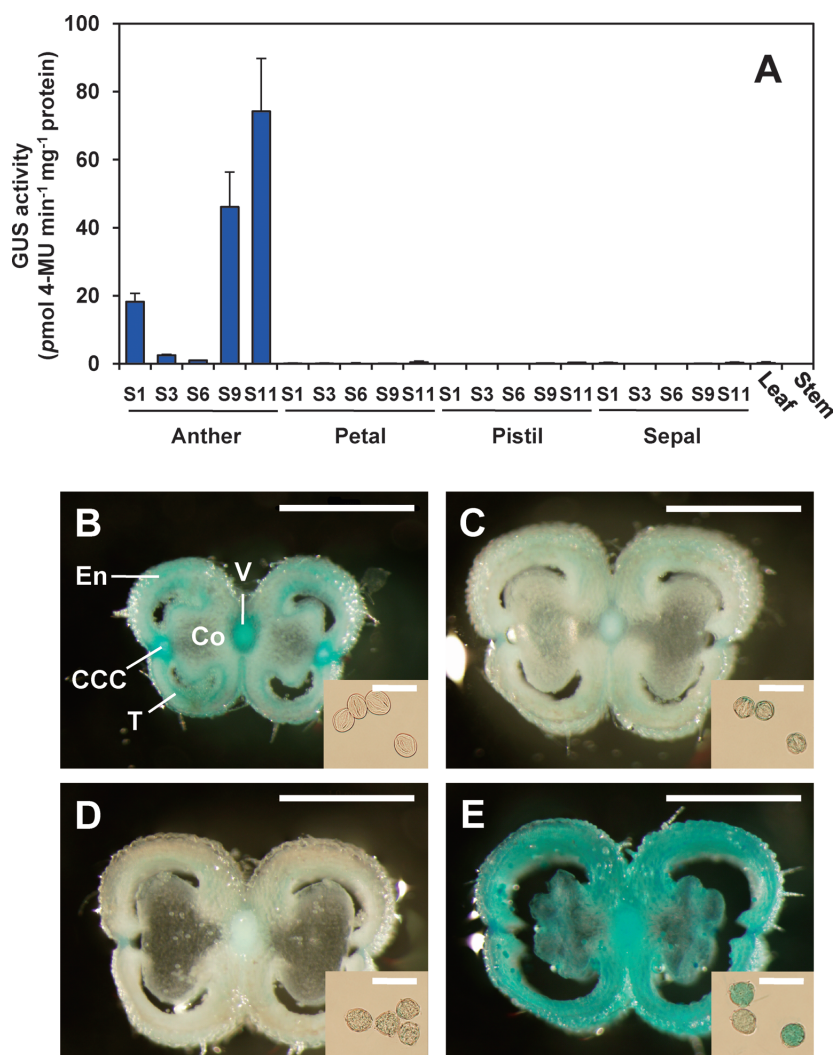 A
GUS activity
(pmol 4-MU min-1 mg-1 protein)
100
80
60
40
20
0
S1 S3 S6 S9 S11 S1 S3 S6 S9 S11 S1 S3 S6 S9 S11 S1 S3 S6 S9 S11 Leaf Stem
Anther Petal Pistil Sepal
B
En
V
Co
CCC
T
C
D
E